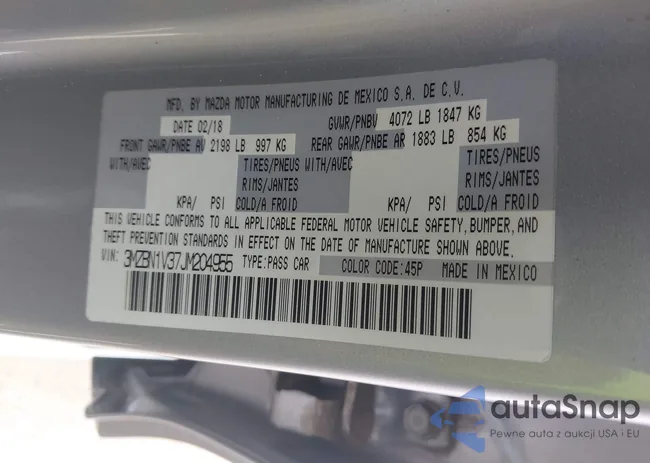 MFD. BY MAZDA MOTOR MANUFACTURING DE MEXICO S.A. DE C.V.
DATE 02/18 GVWR/PNBV 4072 LB 1847 KG
FRONT GAWR/PNBE AV 2198 LB 997 KG REAR GAWR/PNBE AR 1883 LB 854 KG
WITH/AVEC TIRES/PNEUS WITH/AVEC TIRES/PNEUS
RIMS/JANTES RIMS/JANTES
KPA/ PSI COLD/A FROID KPA/ PSI COLD/A FROID
THIS VEHICLE CONFORMS TO ALL APPLICABLE FEDERAL MOTOR VEHICLE SAFETY, BUMPER, AND
THEFT PREVENTION STANDARDS IN EFFECT ON THE DATE OF MANUFACTURE SHOWN ABOVE.
VIN: 3MZBN1V37JM204955 TYPE:PASS CAR COLOR CODE:45P MADE IN MEXICO
autaSnap
Pewne auta z aukcji USA i EU